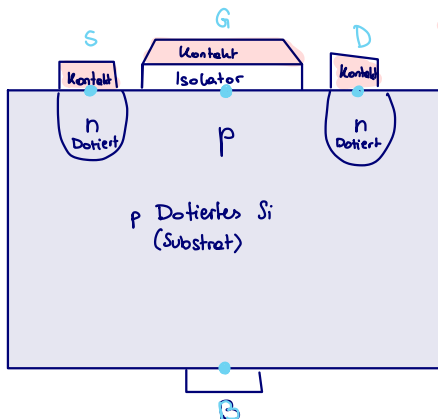 G
S
D
Kontakt
Kontakt
Kontakt
Isolator
n
Dotiert
p
n
Dotiert
p Dotiertes Si
(Substrat)
B